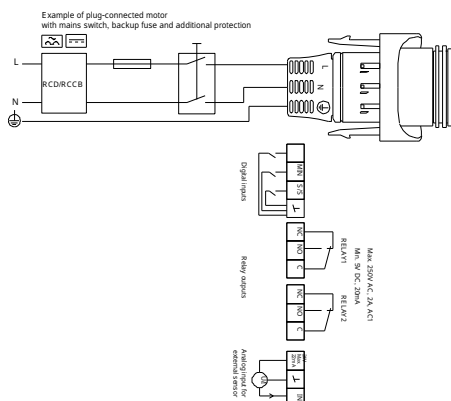 Example of plug-connected motor
with mains switch, backup fuse and additional protection
L
RCD/RCCB
N
L
N
MIN
S/S
Digital inputs
NC
NO
C
RELAY1
Relay outputs
NC
NO
C
RELAY2
Max. 250V AC, 2A, AC1
Min. 5V DC, 20mA
Max
22mA
IN
Analog input for
external sensor